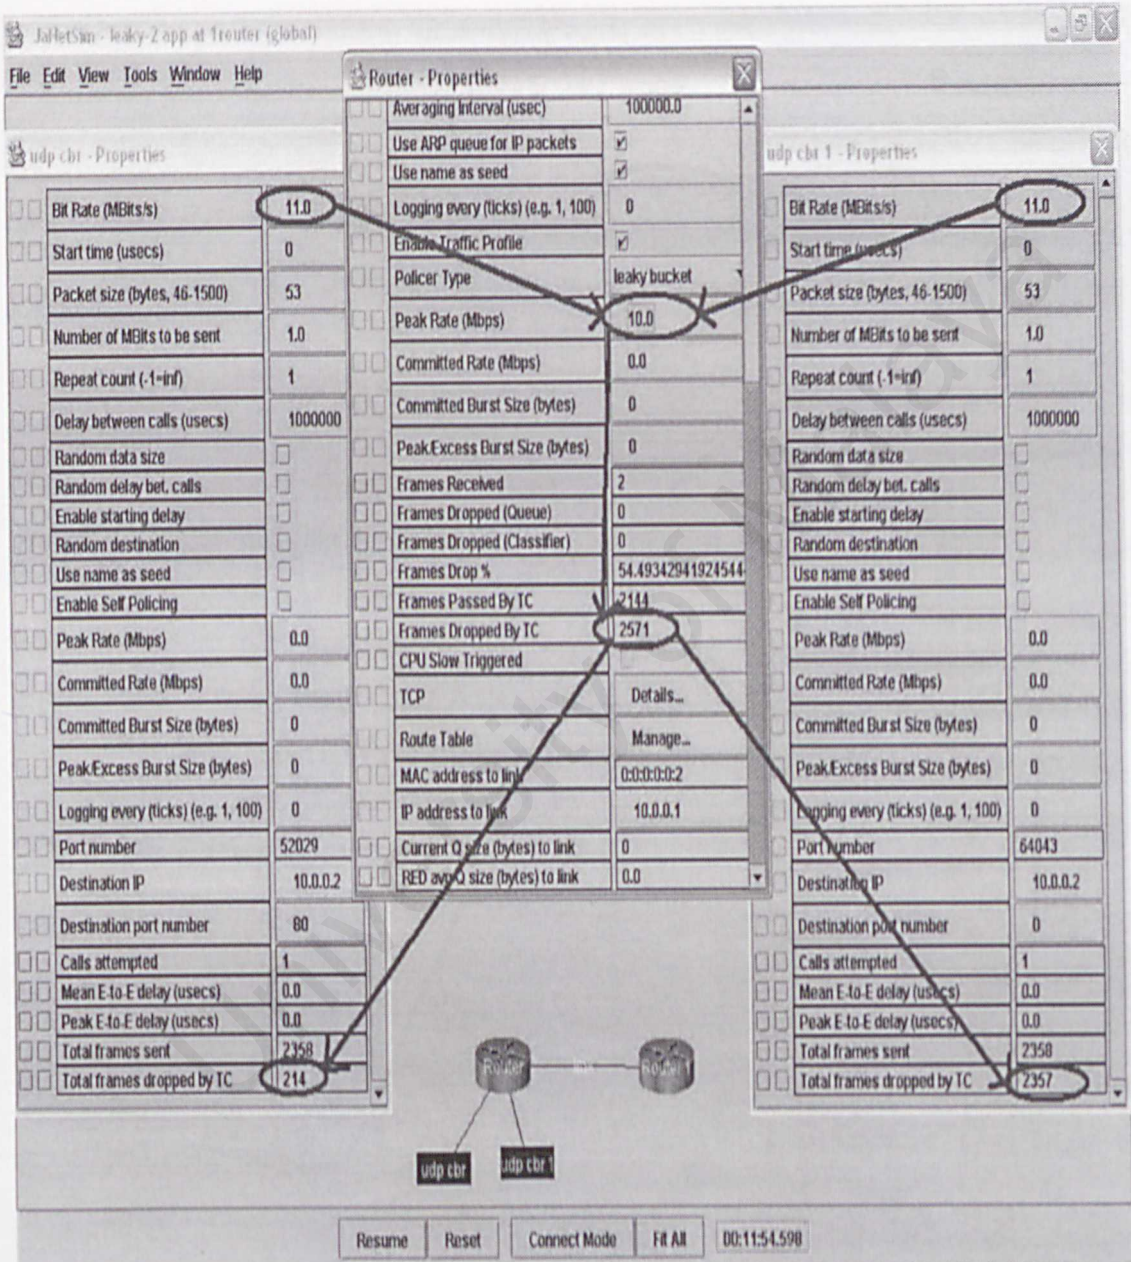 JaNetSim - leaky-2 app at 1router (global)
File Edit View Tools Window Help
udp cbr - Properties
Bit Rate (MBits/s) 11.0
Start time (usecs) 0
Packet size (bytes, 46-1500) 53
Number of MBits to be sent 1.0
Repeat count (-1=inf) 1
Delay between calls (usecs) 1000000
Random data size
Random delay bet. calls
Enable starting delay
Random destination
Use name as seed
Enable Self Policing
Peak Rate (Mbps) 0.0
Committed Rate (Mbps) 0.0
Committed Burst Size (bytes) 0
Peak/Excess Burst Size (bytes) 0
Logging every (ticks) (e.g. 1, 100) 0
Port number 52029
Destination IP 10.0.0.2
Destination port number 80
Calls attempted 1
Mean E-to-E delay (usecs) 0.0
Peak E-to-E delay (usecs) 0.0
Total frames sent 2358
Total frames dropped by TC 214
Router - Properties
Averaging Interval (usec) 100000.0
Use ARP queue for IP packets
Use name as seed
Logging every (ticks) (e.g. 1, 100) 0
Enable Traffic Profile
Policer Type leaky bucket
Peak Rate (Mbps) 10.0
Committed Rate (Mbps) 0.0
Committed Burst Size (bytes) 0
Peak/Excess Burst Size (bytes) 0
Frames Received 2
Frames Dropped (Queue) 0
Frames Dropped (Classifier) 0
Frames Drop % 54.49342941924544
Frames Passed By TC 2144
Frames Dropped By TC 2571
CPU Slow Triggered
TCP Details...
Route Table Manage...
MAC address to link 0:0:0:0:0:2
IP address to link 10.0.0.1
Current Q size (bytes) to link 0
RED avg Q size (bytes) to link 0.0
udp cbr 1 - Properties
Bit Rate (MBits/s) 11.0
Start time (usecs) 0
Packet size (bytes, 46-1500) 53
Number of MBits to be sent 1.0
Repeat count (-1=inf) 1
Delay between calls (usecs) 1000000
Random data size
Random delay bet. calls
Enable starting delay
Random destination
Use name as seed
Enable Self Policing
Peak Rate (Mbps) 0.0
Committed Rate (Mbps) 0.0
Committed Burst Size (bytes) 0
Peak/Excess Burst Size (bytes) 0
Logging every (ticks) (e.g. 1, 100) 0
Port number 64043
Destination IP 10.0.0.2
Destination port number 0
Calls attempted 1
Mean E-to-E delay (usecs) 0.0
Peak E-to-E delay (usecs) 0.0
Total frames sent 2358
Total frames dropped by TC 2357
Router link Router 1
udp cbr udp cbr 1
Resume Reset Connect Mode Fit All 00:11:54.598
University of Malaya